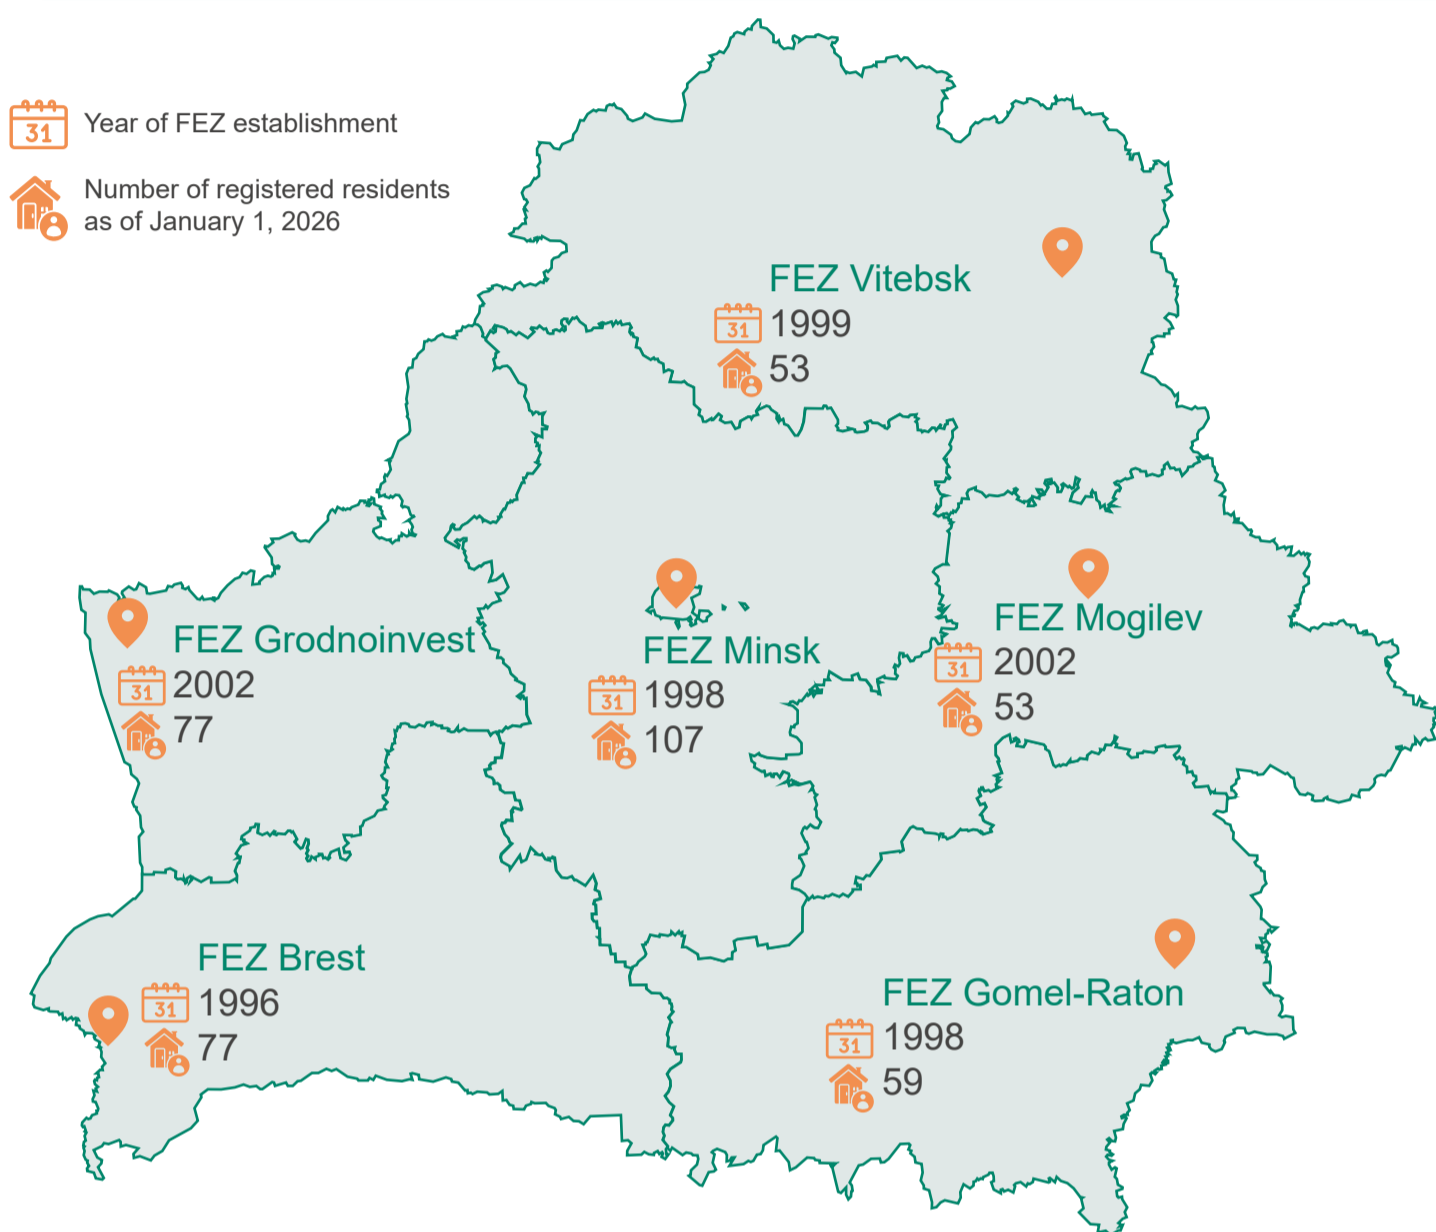 31 Year of FEZ establishment
Number of registered residents
as of January 1, 2026
FEZ Vitebsk
31 1999
53
FEZ Grodnoinvest
31 2002
77
FEZ Minsk
31 1998
107
FEZ Mogilev
31 2002
53
FEZ Brest
31 1996
77
FEZ Gomel-Raton
31 1998
59